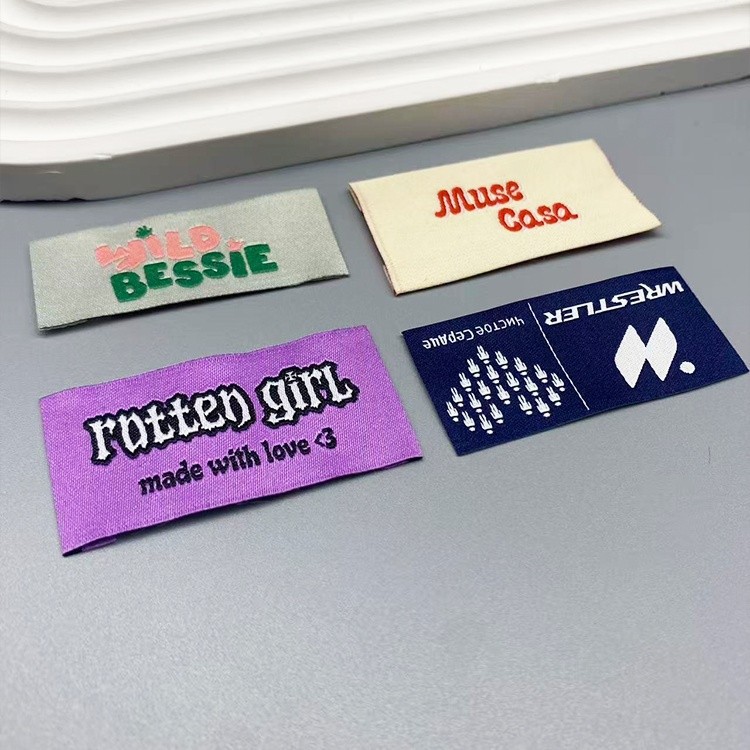 WILD
BESSIE
Muse
Casa
rotten girl
made with love <3
WRESTLER
Чистое Сердце